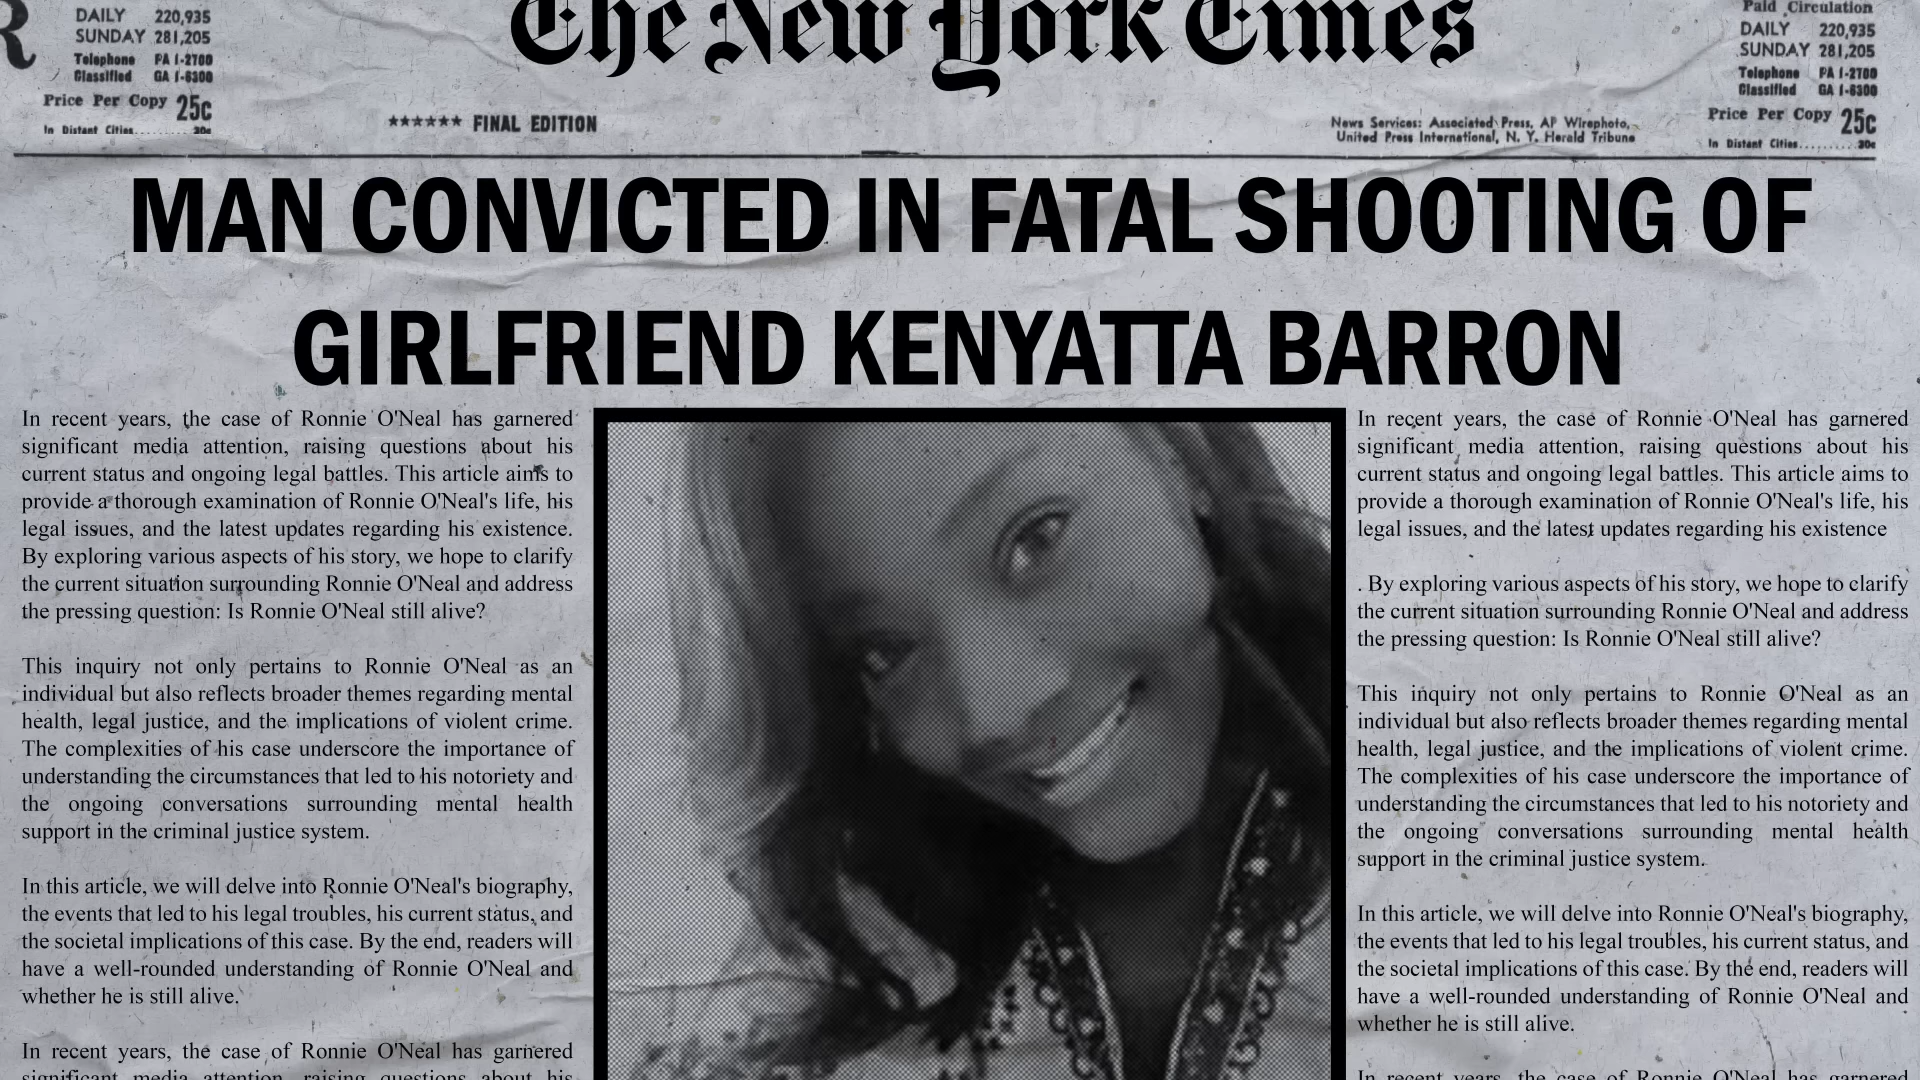 R
DAILY 220,935
SUNDAY 281,205
Telephone PA 1-2700
Classified GA 1-6300
Price Per Copy 25c
In Distant Cities.......... 30c
The New York Times
****** FINAL EDITION
News Services: Associated Press, AP Wirephoto,
United Press International, N. Y. Herald Tribune
Paid Circulation
DAILY 220,935
SUNDAY 281,205
Telephone PA 1-2700
Classified GA 1-6300
Price Per Copy 25c
In Distant Cities.......... 30c
MAN CONVICTED IN FATAL SHOOTING OF
GIRLFRIEND KENYATTA BARRON
In recent years, the case of Ronnie O'Neal has garnered
significant media attention, raising questions about his
current status and ongoing legal battles. This article aims to
provide a thorough examination of Ronnie O'Neal's life, his
legal issues, and the latest updates regarding his existence.
By exploring various aspects of his story, we hope to clarify
the current situation surrounding Ronnie O'Neal and address
the pressing question: Is Ronnie O'Neal still alive?
This inquiry not only pertains to Ronnie O'Neal as an
individual but also reflects broader themes regarding mental
health, legal justice, and the implications of violent crime.
The complexities of his case underscore the importance of
understanding the circumstances that led to his notoriety and
the ongoing conversations surrounding mental health
support in the criminal justice system.
In this article, we will delve into Ronnie O'Neal's biography,
the events that led to his legal troubles, his current status, and
the societal implications of this case. By the end, readers will
have a well-rounded understanding of Ronnie O'Neal and
whether he is still alive.
In recent years, the case of Ronnie O'Neal has garnered
significant media attention, raising questions about his
In recent years, the case of Ronnie O'Neal has garnered
significant media attention, raising questions about his
current status and ongoing legal battles. This article aims to
provide a thorough examination of Ronnie O'Neal's life, his
legal issues, and the latest updates regarding his existence
. By exploring various aspects of his story, we hope to clarify
the current situation surrounding Ronnie O'Neal and address
the pressing question: Is Ronnie O'Neal still alive?
This inquiry not only pertains to Ronnie O'Neal as an
individual but also reflects broader themes regarding mental
health, legal justice, and the implications of violent crime.
The complexities of his case underscore the importance of
understanding the circumstances that led to his notoriety and
the ongoing conversations surrounding mental health
support in the criminal justice system.
In this article, we will delve into Ronnie O'Neal's biography,
the events that led to his legal troubles, his current status, and
the societal implications of this case. By the end, readers will
have a well-rounded understanding of Ronnie O'Neal and
whether he is still alive.
In recent years, the case of Ronnie O'Neal has garnered